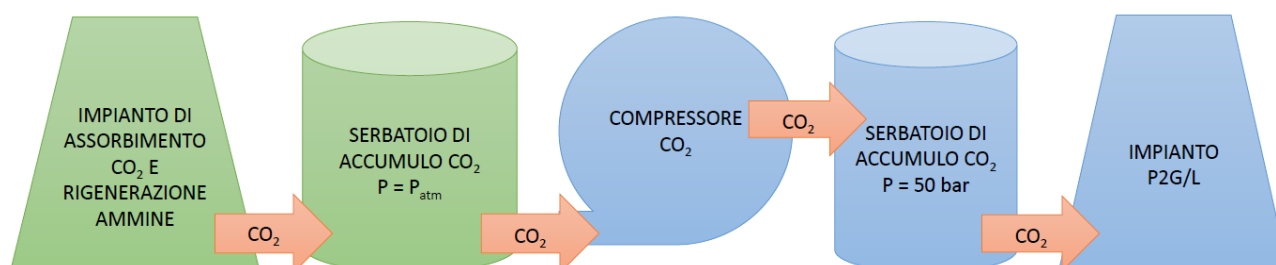 IMPIANTO DI
ASSORBIMENTO
CO₂ E
RIGENERAZIONE
AMMINE
CO₂
SERBATOIO DI
ACCUMULO CO₂
P = Pₐₜₘ
CO₂
COMPRESSORE
CO₂
CO₂
SERBATOIO DI
ACCUMULO CO₂
P = 50 bar
CO₂
IMPIANTO
P2G/L